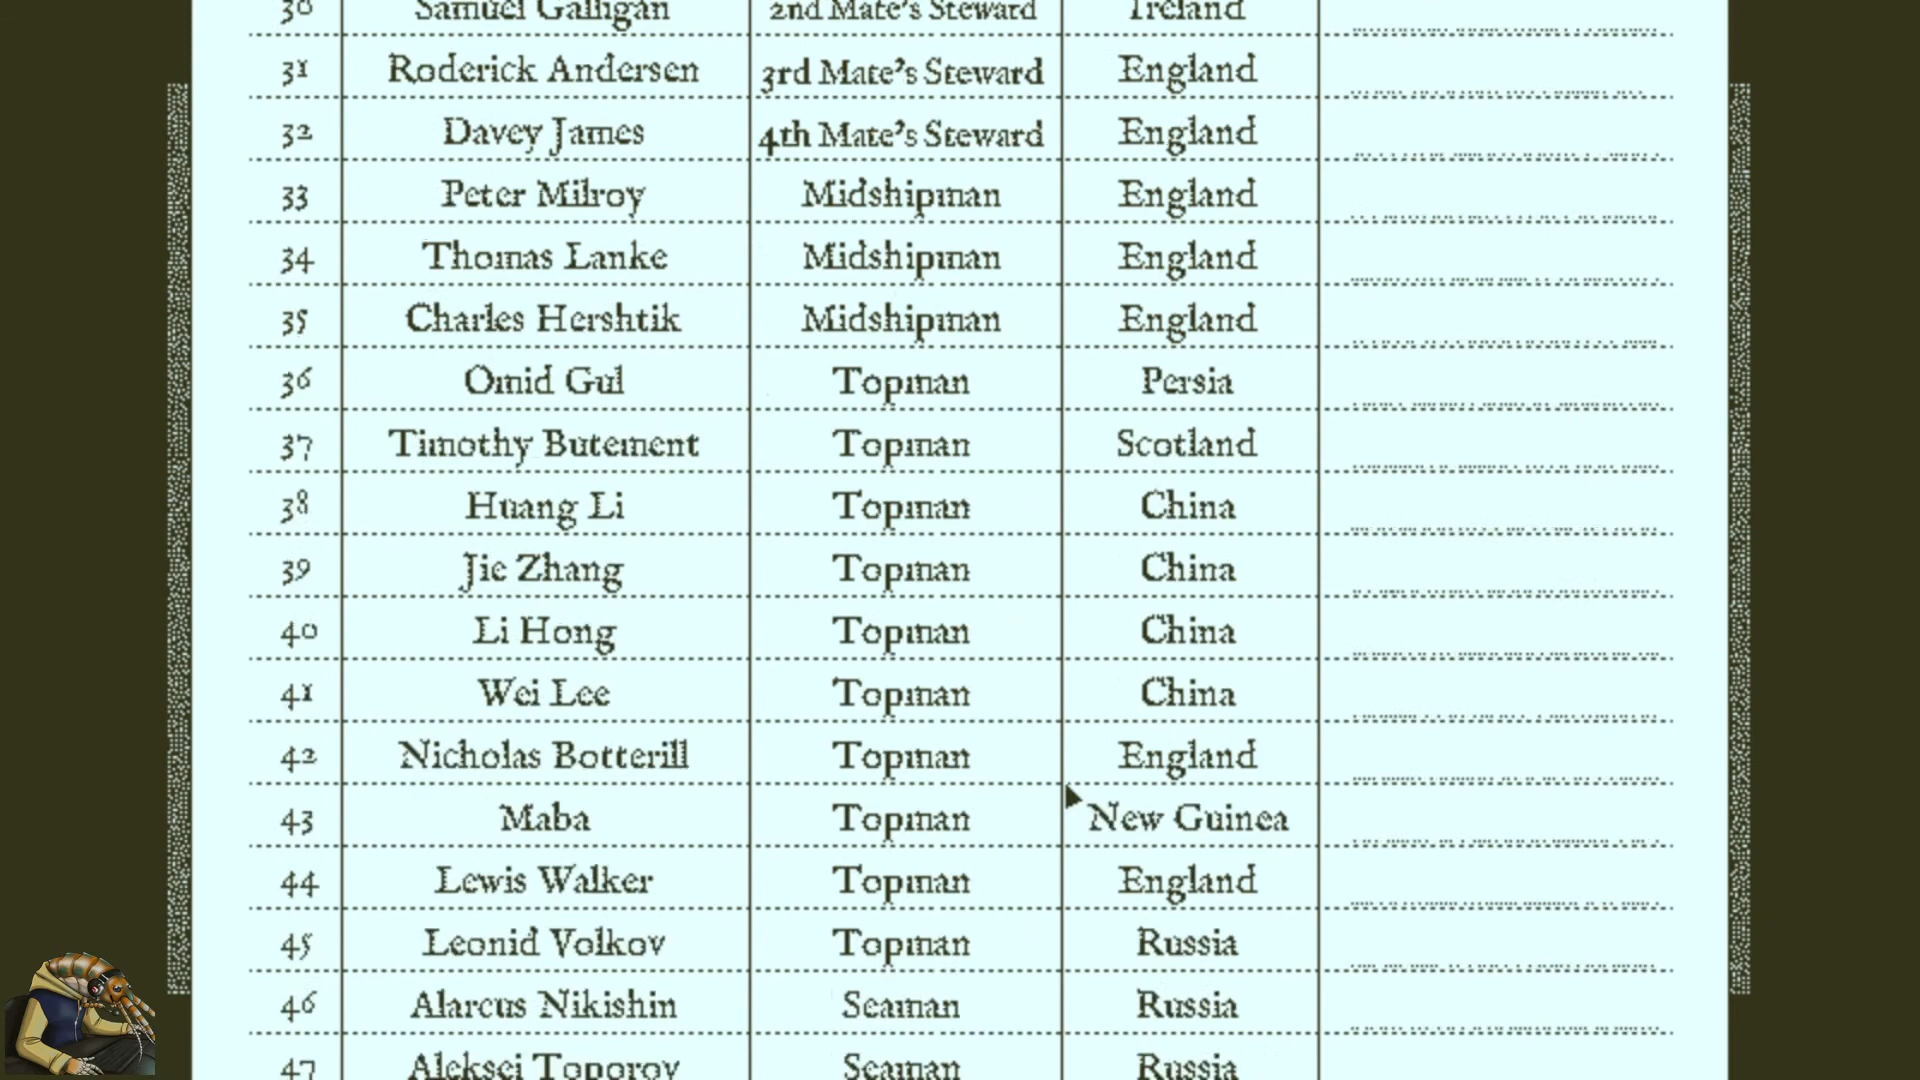 30 Samuel Galligan 2nd Mate's Steward Ireland
31 Roderick Andersen 3rd Mate's Steward England
32 Davey James 4th Mate's Steward England
33 Peter Milroy Midshipman England
34 Thomas Lanke Midshipman England
35 Charles Hershtik Midshipman England
36 Omid Gul Topman Persia
37 Timothy Butement Topman Scotland
38 Huang Li Topman China
39 Jie Zhang Topman China
40 Li Hong Topman China
41 Wei Lee Topman China
42 Nicholas Botterill Topman England
43 Maba Topman New Guinea
44 Lewis Walker Topman England
45 Leonid Volkov Topman Russia
46 Alarcus Nikishin Seaman Russia
47 Aleksei Toporov Seaman Russia